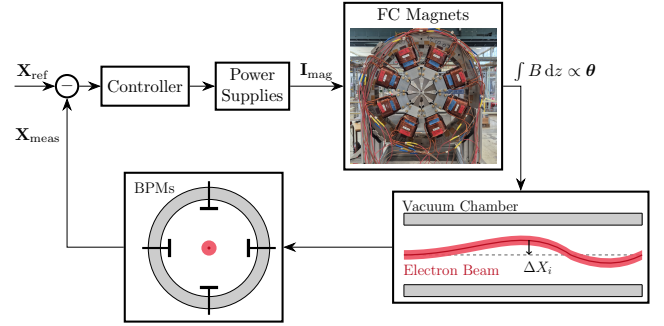 FC Magnets
X_ref
−
Controller
Power
Supplies
I_mag
∫ B dz ∝ θ
X_meas
BPMs
Vacuum Chamber
Electron Beam
ΔX_i